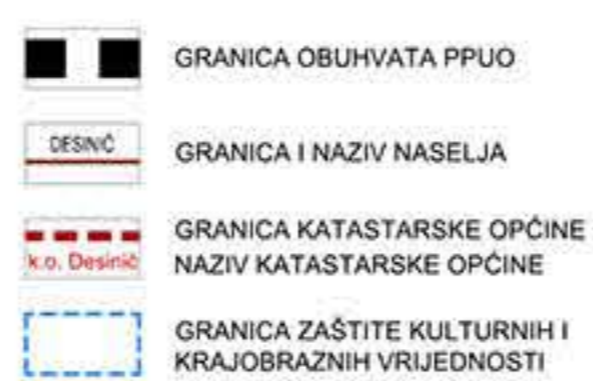 GRANICA OBUHVATA PPUO
DESINIĆ
GRANICA I NAZIV NASELJA
GRANICA KATASTARSKE OPĆINE
k.o. Desinić
NAZIV KATASTARSKE OPĆINE
GRANICA ZAŠTITE KULTURNIH I
KRAJOBRAZNIH VRIJEDNOSTI